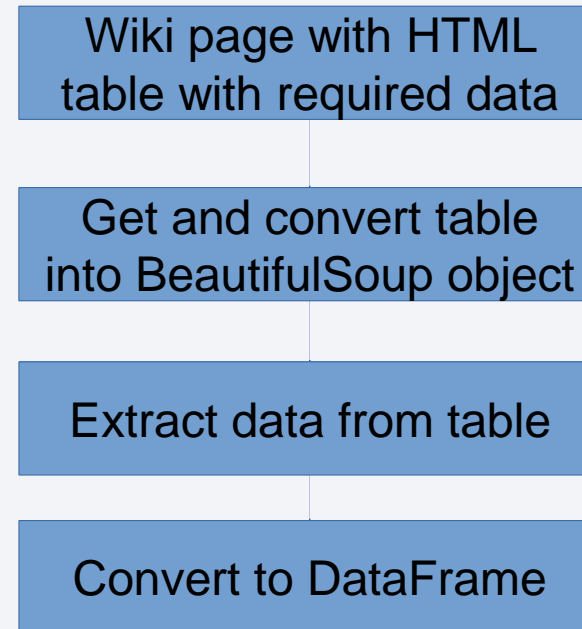 Wiki page with HTML
table with required data
Get and convert table
into BeautifulSoup object
Extract data from table
Convert to DataFrame